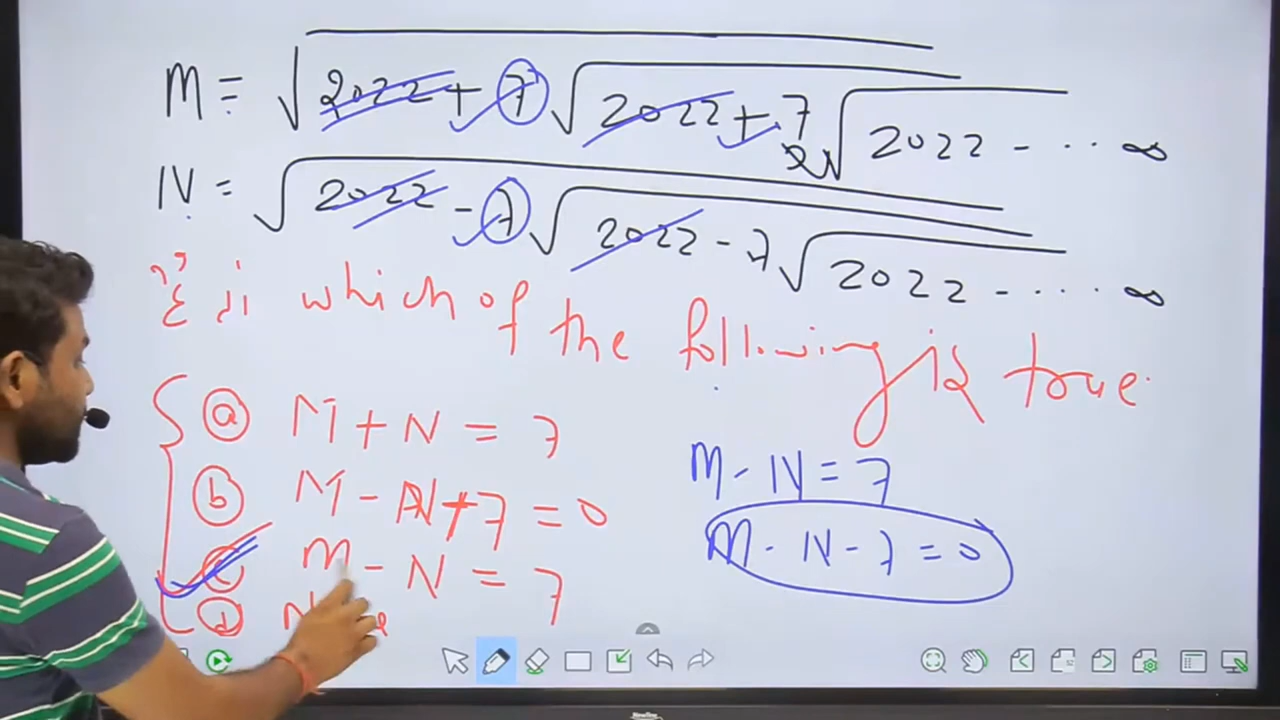 M = √2022 + 7√2022 + 7√2022 - ... ∞
N = √2022 - 7√2022 - 7√2022 - .... ∞
which of the following is true
a M + N = 7
b M - N + 7 = 0
c M - N = 7
d
M - N = 7
M - N - 7 = 0